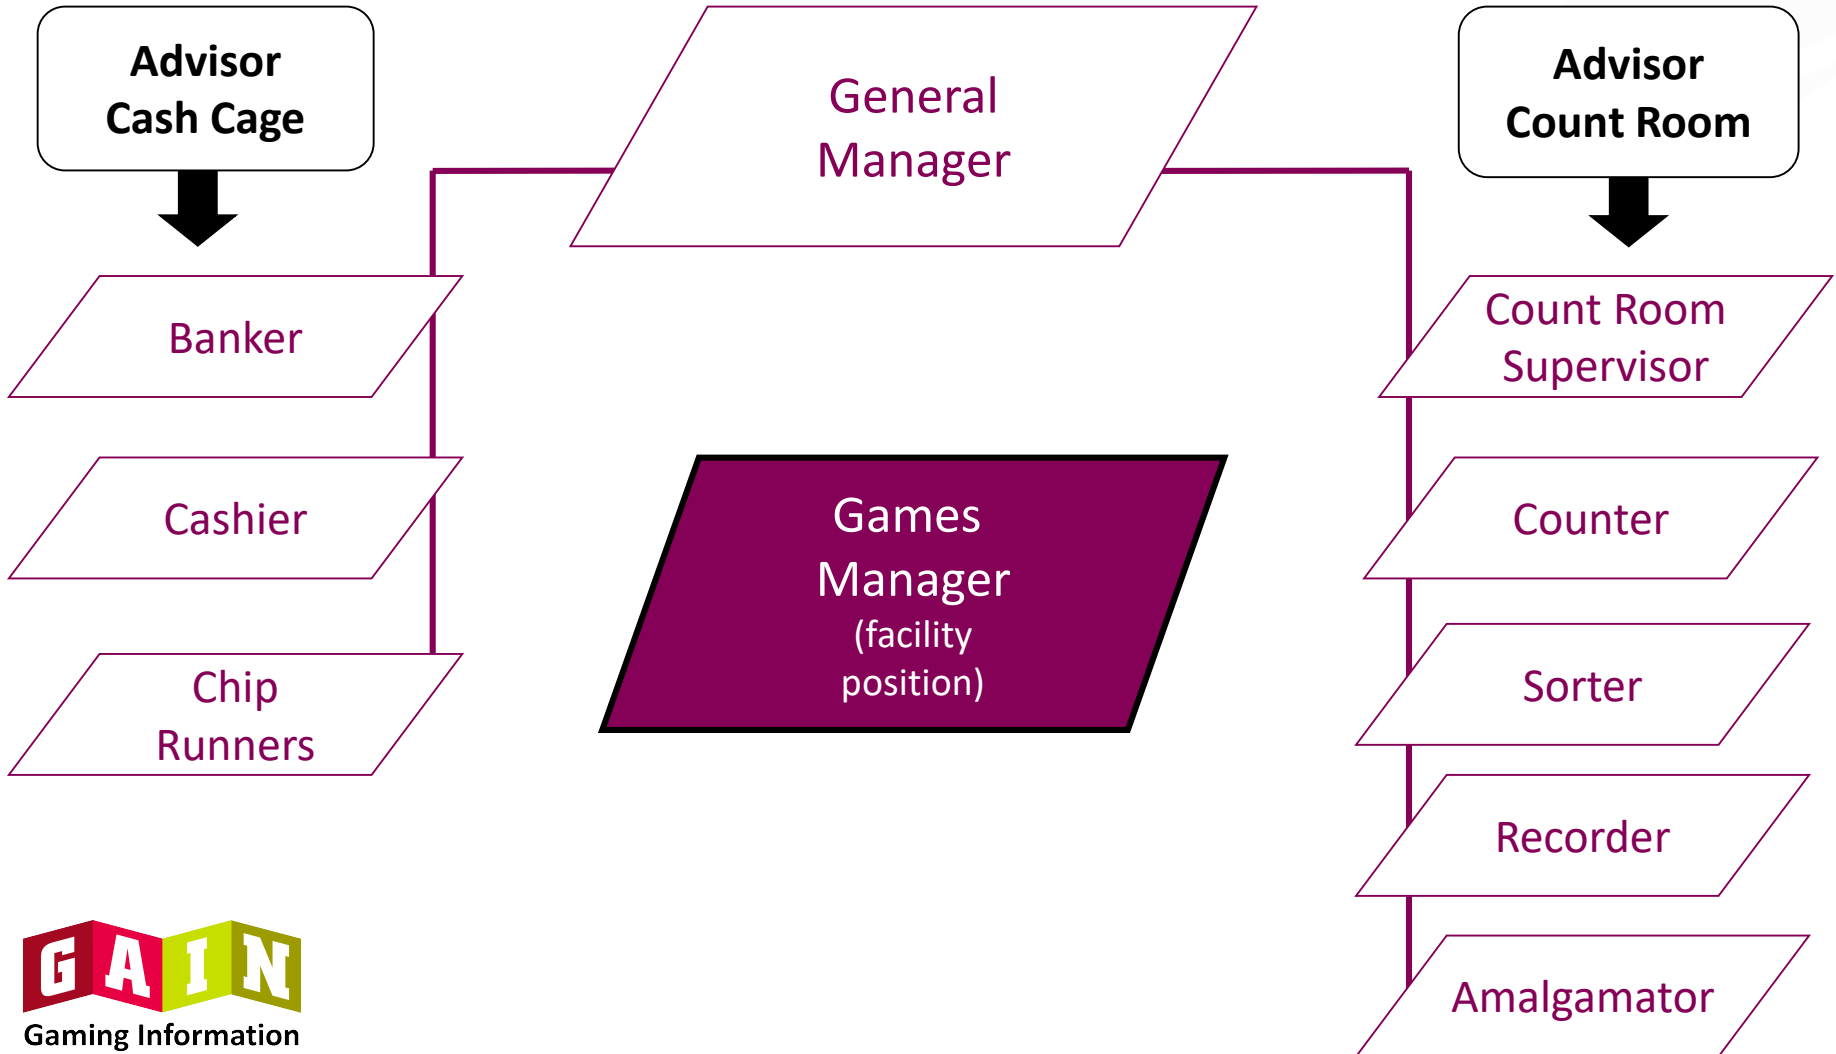 Advisor
Cash Cage
General
Manager
Advisor
Count Room
Banker
Cashier
Chip
Runners
Games
Manager
(facility
position)
Count Room
Supervisor
Counter
Sorter
Recorder
Amalgamator
GAIN
Gaming Information